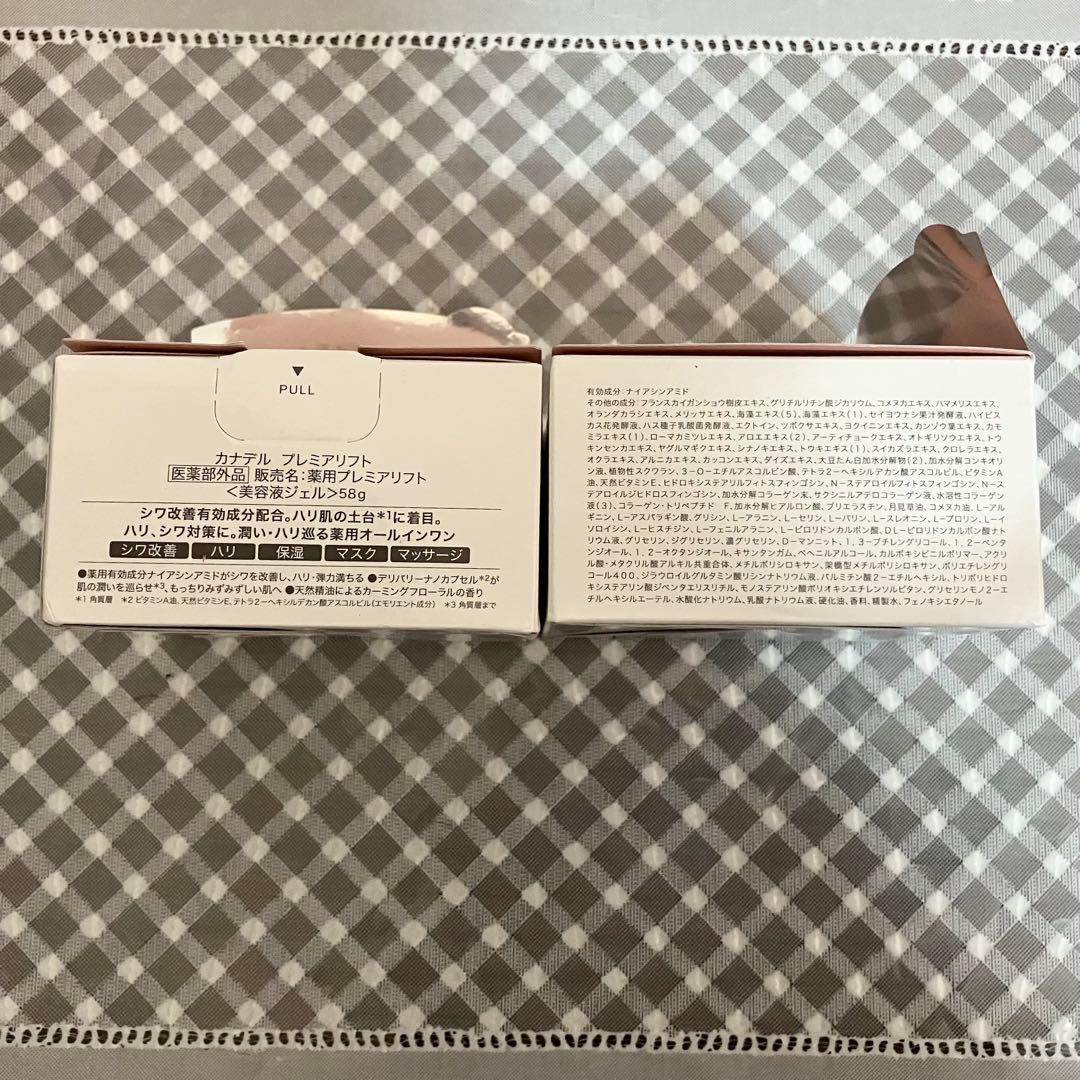 PULL
カナデル プレミアリフト
医薬部外品 販売名:薬用プレミアリフト
<美容液ジェル>58g
シワ改善有効成分配合。ハリ肌の土台*1に着目。
ハリ、シワ対策に。潤い・ハリ巡る薬用オールインワン
シワ改善 ハリ 保湿 マスク マッサージ
●薬用有効成分ナイアシンアミドがシワを改善し、ハリ・弾力満ちる ●デリバリーナノカプセル*2が
肌の潤いを巡らせ*3、もっちりみずみずしい肌へ ●天然精油によるカーミングフローラルの香り
*1 角質層 *2 ビタミンA油、天然ビタミンE、テトラ2-ヘキシルデカン酸アスコルビル(エモリエント成分) *3 角質層まで
有効成分:ナイアシンアミド
その他の成分:フランスカイガンショウ樹皮エキス、グリチルリチン酸ジカリウム、コメヌカエキス、ハマメリスエキス、
オランダカラシエキス、メリッサエキス、海藻エキス(5)、海藻エキス(1)、セイヨウナシ果汁発酵液、ハイビス
カス花発酵液、ハス種子乳酸菌発酵液、エクトイン、ツボクサエキス、ヨクイニンエキス、カンゾウ葉エキス、カモ
ミラエキス(1)、ローマカミツレエキス、アロエエキス(2)、アーティチョークエキス、オトギリソウエキス、トウ
キンセンカエキス、ヤグルマギクエキス、シナノキエキス、トウキエキス(1)、スイカズラエキス、クロレラエキス、
オクラエキス、アルニカエキス、カッコンエキス、ダイズエキス、大豆たん白加水分解物(2)、加水分解コンキオリ
ン液、植物性スクワラン、3-O-エチルアスコルビン酸、テトラ2-ヘキシルデカン酸アスコルビル、ビタミンA
油、天然ビタミンE、ヒドロキシステアリルフィトスフィンゴシン、N-ステアロイルフィトスフィンゴシン、N-ス
テアロイルジヒドロスフィンゴシン、加水分解コラーゲン末、サクシニルアテロコラーゲン液、水溶性コラーゲン
液(3)、コラーゲン・トリペプチド F、加水分解ヒアルロン酸、プリエラスチン、月見草油、コメヌカ油、L-アル
ギニン、L-アスパラギン酸、グリシン、L-アラニン、L-セリン、L-バリン、L-スレオニン、L-プロリン、L-イ
ソロイシン、L-ヒスチジン、L-フェニルアラニン、L-ピロリドンカルボン酸、DL-ピロリドンカルボン酸ナトリ
ウム液、グリセリン、ジグリセリン、濃グリセリン、D-マンニット、1、3-ブチレングリコール、1、2-ペンタ
ンジオール、1、2-オクタンジオール、キサンタンガム、ベヘニルアルコール、カルボキシビニルポリマー、アクリ
ル酸・メタクリル酸アルキル共重合体、メチルポリシロキサン、架橋型メチルポリシロキサン、ポリエチレングリ
コール400、ジラウロイルグルタミン酸リシンナトリウム液、パルミチン酸2-エチルヘキシル、トリポリヒドロ
キシステアリン酸ジペンタエリスリチル、モノステアリン酸ポリオキシエチレンソルビタン、グリセリンモノ2-エ
チルヘキシルエーテル、水酸化ナトリウム、乳酸ナトリウム液、硬化油、香料、精製水、フェノキシエタノール